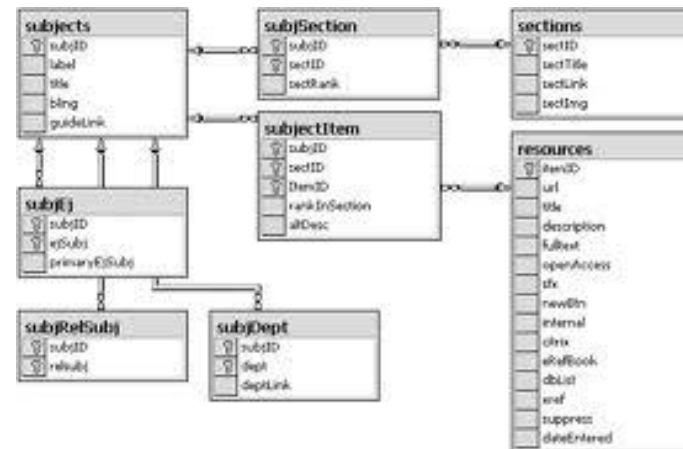 subjects
subjID
label
title
blmg
guideLink
subjSection
subjID
sectID
sectRank
sections
sectID
sectTitle
sectLink
sectImg
subjectItem
subjID
sectID
ItemID
rankInSection
altDesc
resources
itemID
url
title
description
fulltext
openAccess
sfx
newBtn
internal
citrix
eRefBook
dbList
eref
suppress
dateEntered
subjEj
subjID
ejSubj
primaryEjSubj
subjRelSubj
subjID
relsubj
subjDept
subjID
dept
deptLink